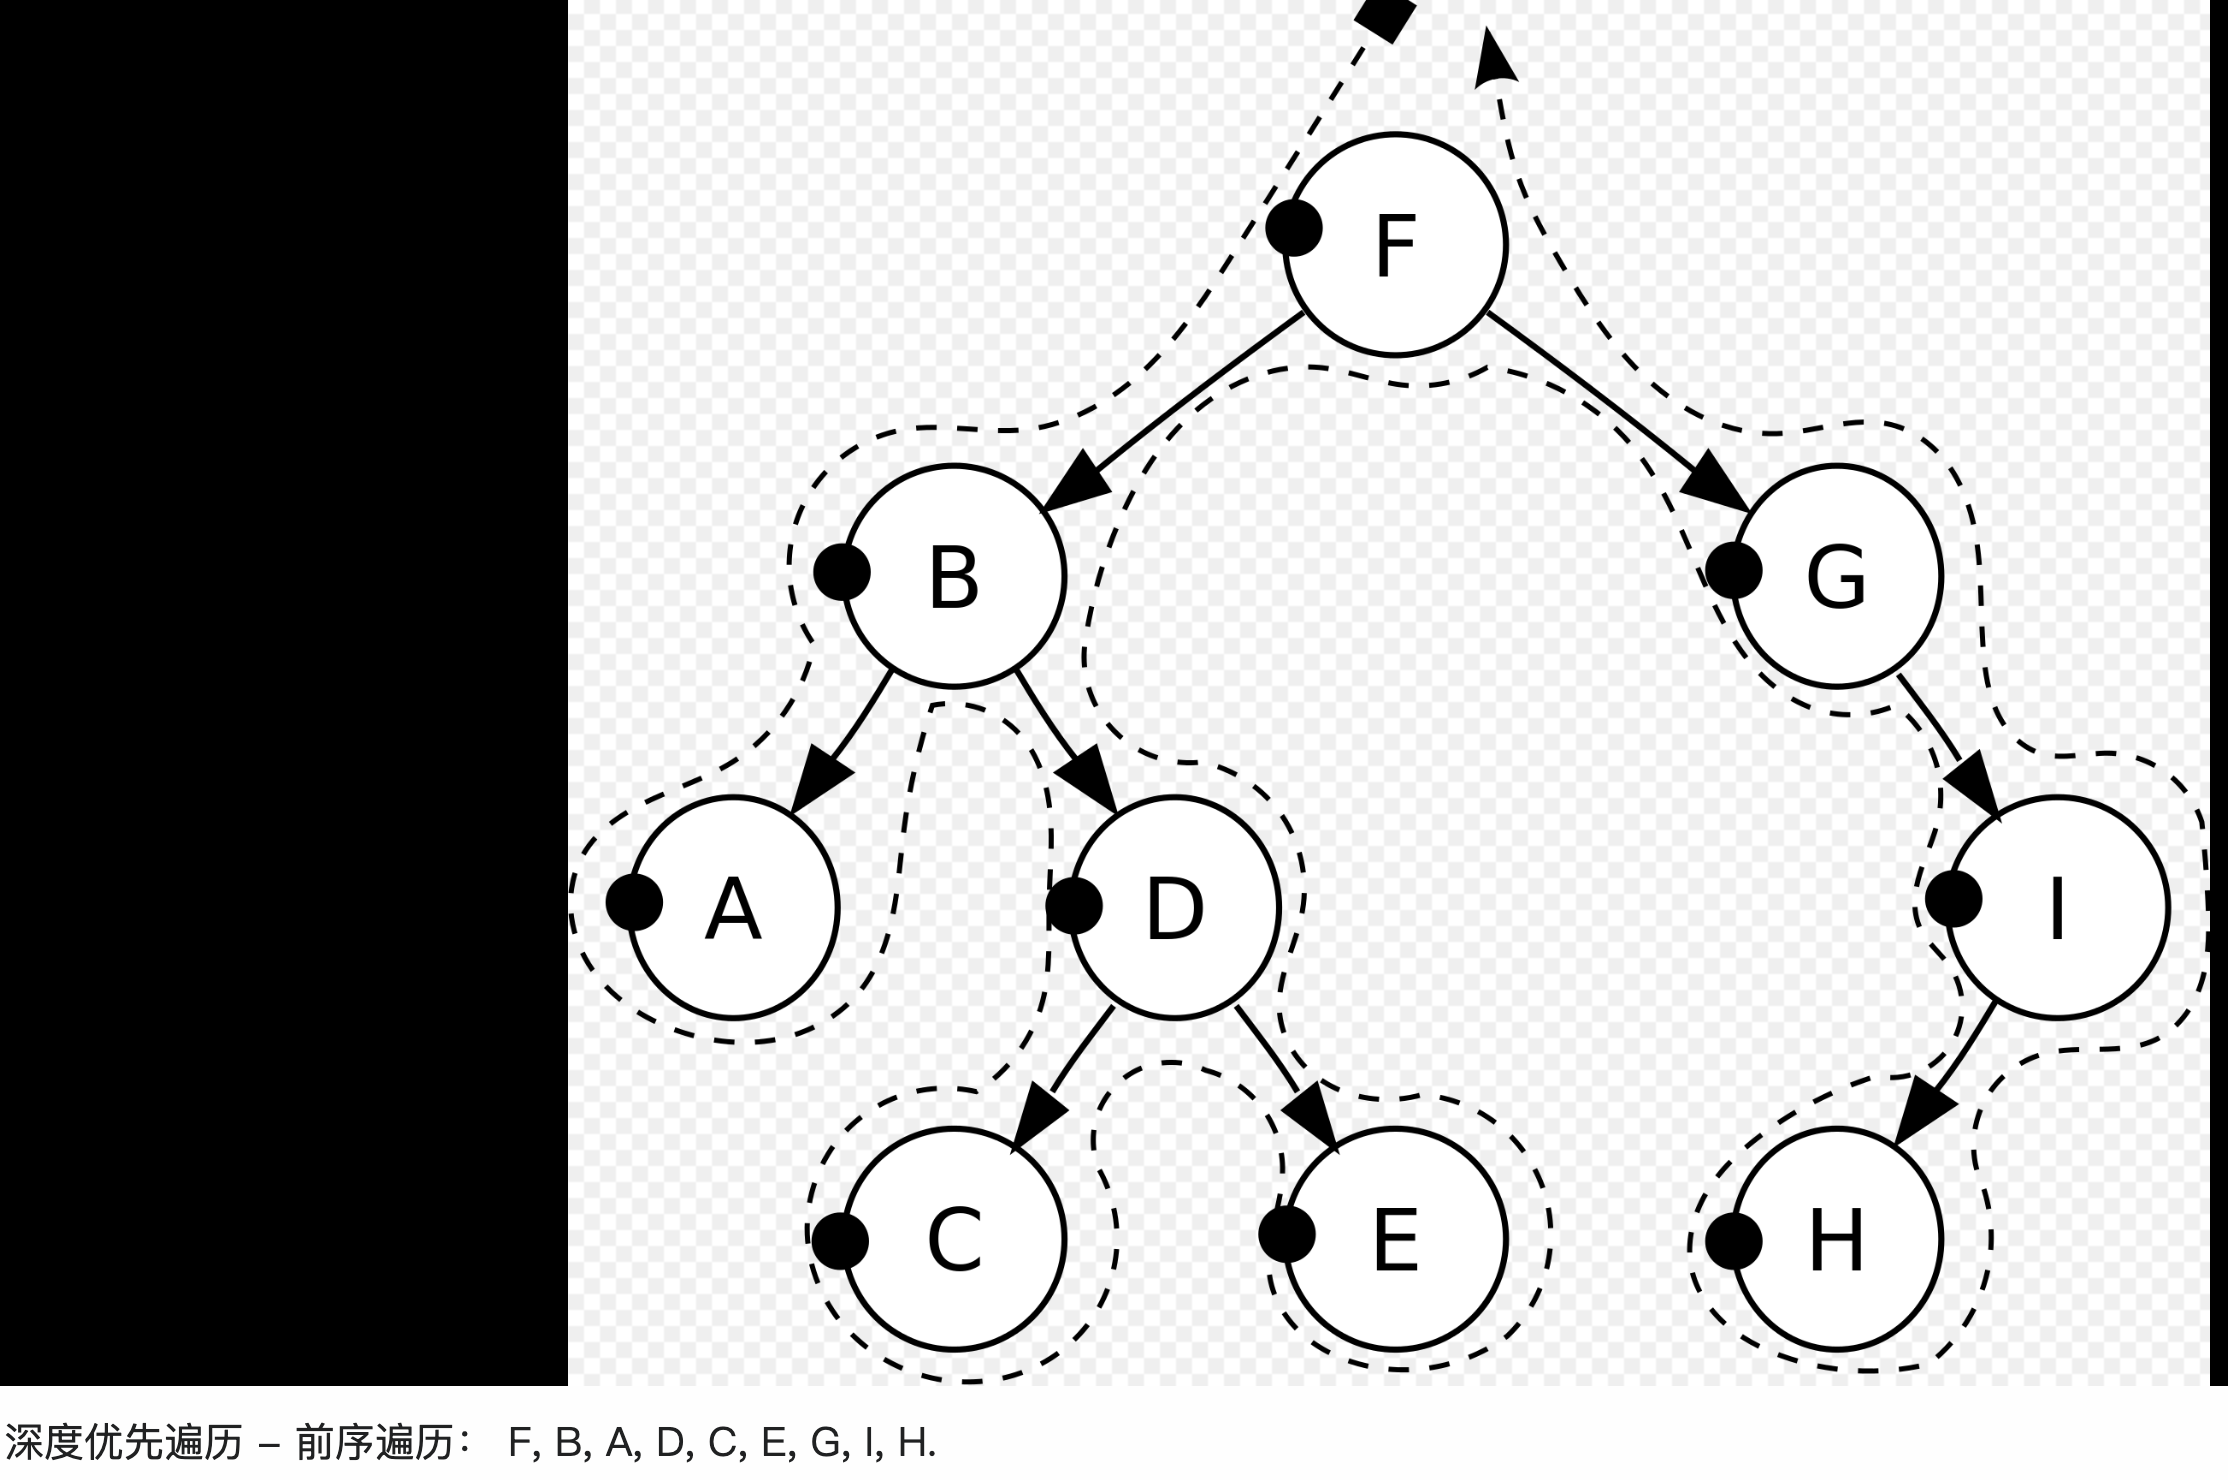 F
B
G
A
D
I
C
E
H
深度优先遍历 – 前序遍历： F, B, A, D, C, E, G, I, H.